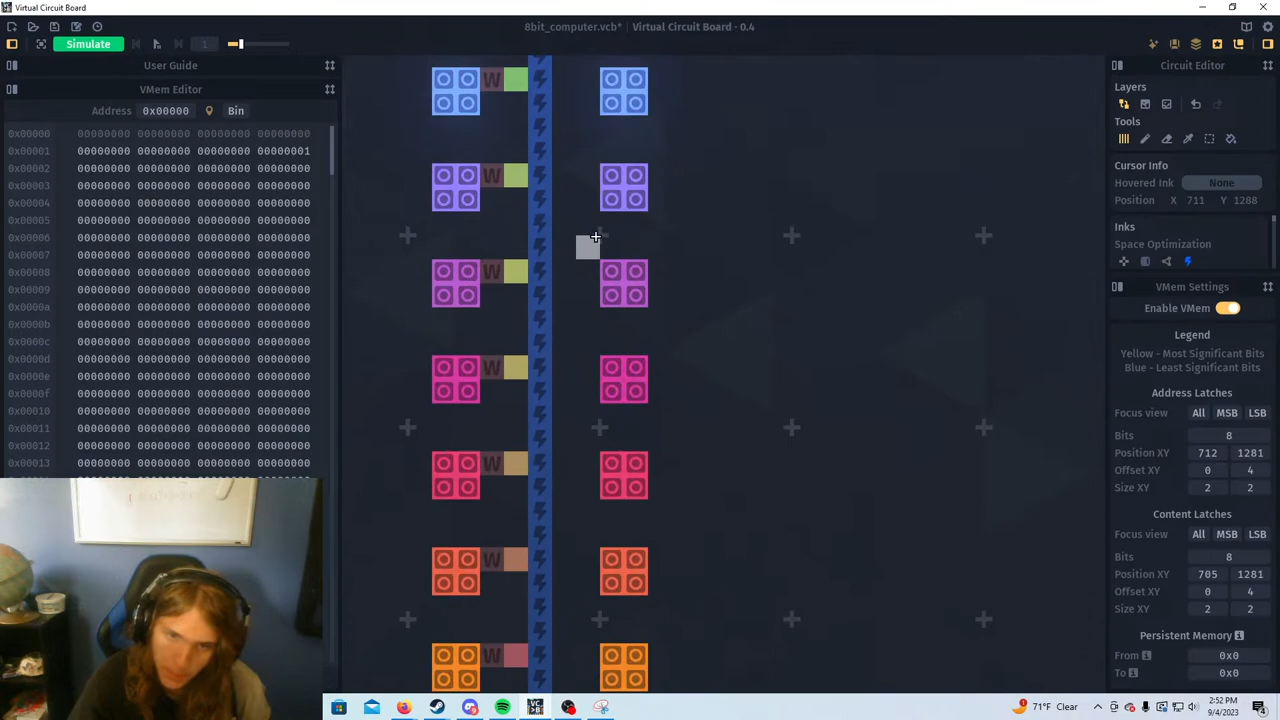 Virtual Circuit Board
8bit_computer.vcb* | Virtual Circuit Board - 0.4
Simulate 1
User Guide
VMem Editor
Address 0x00000 Bin
0x00000 00000000 00000000 00000000 00000000
0x00001 00000000 00000000 00000000 00000001
0x00002 00000000 00000000 00000000 00000000
0x00003 00000000 00000000 00000000 00000000
0x00004 00000000 00000000 00000000 00000000
0x00005 00000000 00000000 00000000 00000000
0x00006 00000000 00000000 00000000 00000000
0x00007 00000000 00000000 00000000 00000000
0x00008 00000000 00000000 00000000 00000000
0x00009 00000000 00000000 00000000 00000000
0x0000a 00000000 00000000 00000000 00000000
0x0000b 00000000 00000000 00000000 00000000
0x0000c 00000000 00000000 00000000 00000000
0x0000d 00000000 00000000 00000000 00000000
0x0000e 00000000 00000000 00000000 00000000
0x0000f 00000000 00000000 00000000 00000000
0x00010 00000000 00000000 00000000 00000000
0x00011 00000000 00000000 00000000 00000000
0x00012 00000000 00000000 00000000 00000000
0x00013 00000000 00000000 00000000 00000000
W
W
W
W
W
W
W
Circuit Editor
Layers
Tools
Cursor Info
Hovered Ink None
Position X 711 Y 1288
Inks
Space Optimization
VMem Settings
Enable VMem
Legend
Yellow - Most Significant Bits
Blue - Least Significant Bits
Address Latches
Focus view All MSB LSB
Bits 8
Position XY 712 1281
Offset XY 0 4
Size XY 2 2
Content Latches
Focus view All MSB LSB
Bits 8
Position XY 705 1281
Offset XY 0 4
Size XY 2 2
Persistent Memory
From 0x0
To 0x0
71°F Clear
2:52 PM
9/4/2023